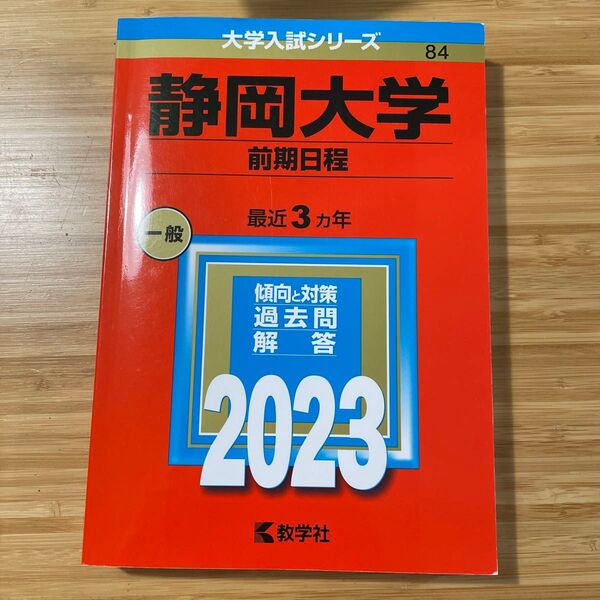 大学入試シリーズ
84
静岡大学
前期日程
最近3カ年
一般
傾向と対策
過去問
解答
2023
教学社